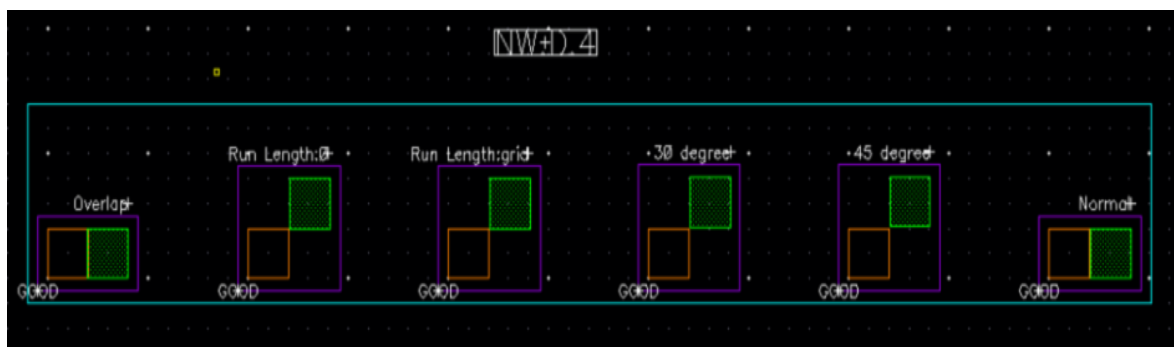 NW.D.4
Overlap
Run Length:0
Run Length:grid
30 degree
45 degree
Normal
GOOD
GOOD
GOOD
GOOD
GOOD
GOOD